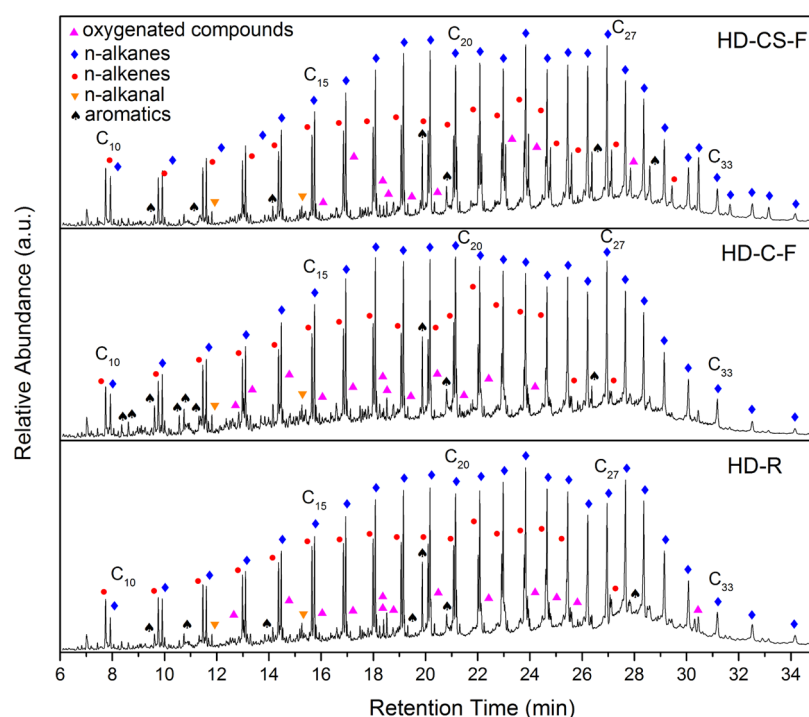 oxygenated compounds
n-alkanes
n-alkenes
n-alkanal
aromatics
HD-CS-F
C10
C15
C20
C27
C33
HD-C-F
C10
C15
C20
C27
C33
HD-R
C10
C15
C20
C27
C33
Relative Abundance (a.u.)
6 8 10 12 14 16 18 20 22 24 26 28 30 32 34
Retention Time (min)